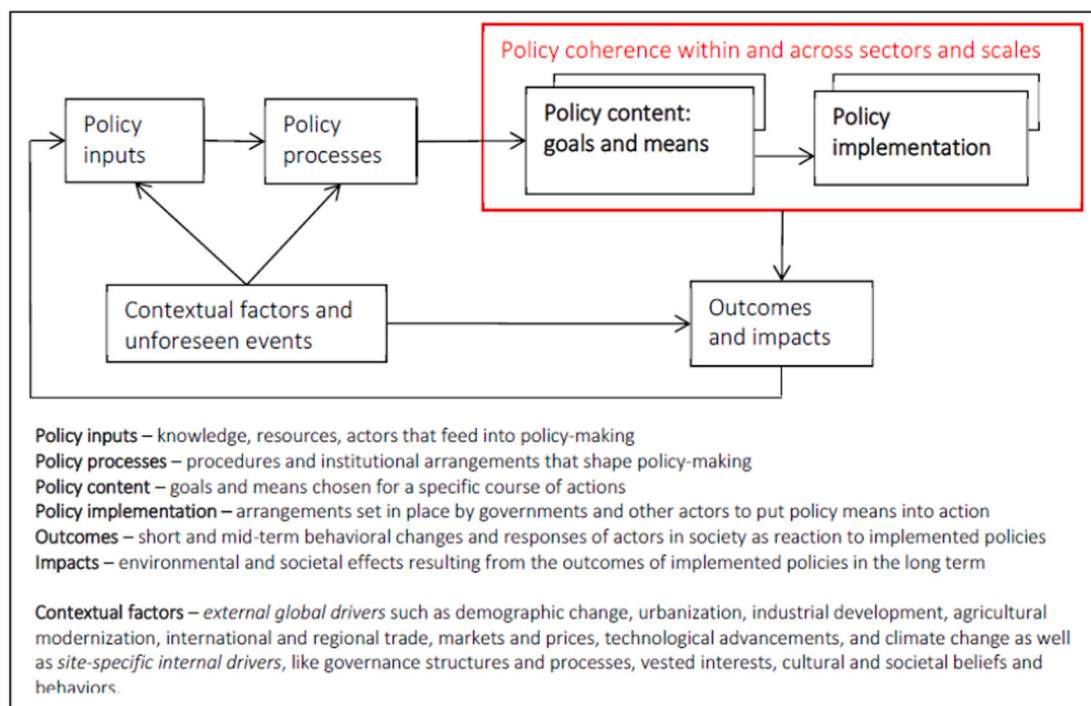 Policy coherence within and across sectors and scales
Policy
inputs
Policy
processes
Policy content:
goals and means
Policy
implementation
Contextual factors and
unforeseen events
Outcomes
and impacts
Policy inputs – knowledge, resources, actors that feed into policy-making
Policy processes – procedures and institutional arrangements that shape policy-making
Policy content – goals and means chosen for a specific course of actions
Policy implementation – arrangements set in place by governments and other actors to put policy means into action
Outcomes – short and mid-term behavioral changes and responses of actors in society as reaction to implemented policies
Impacts – environmental and societal effects resulting from the outcomes of implemented policies in the long term
Contextual factors – external global drivers such as demographic change, urbanization, industrial development, agricultural
modernization, international and regional trade, markets and prices, technological advancements, and climate change as well
as site-specific internal drivers, like governance structures and processes, vested interests, cultural and societal beliefs and
behaviors.